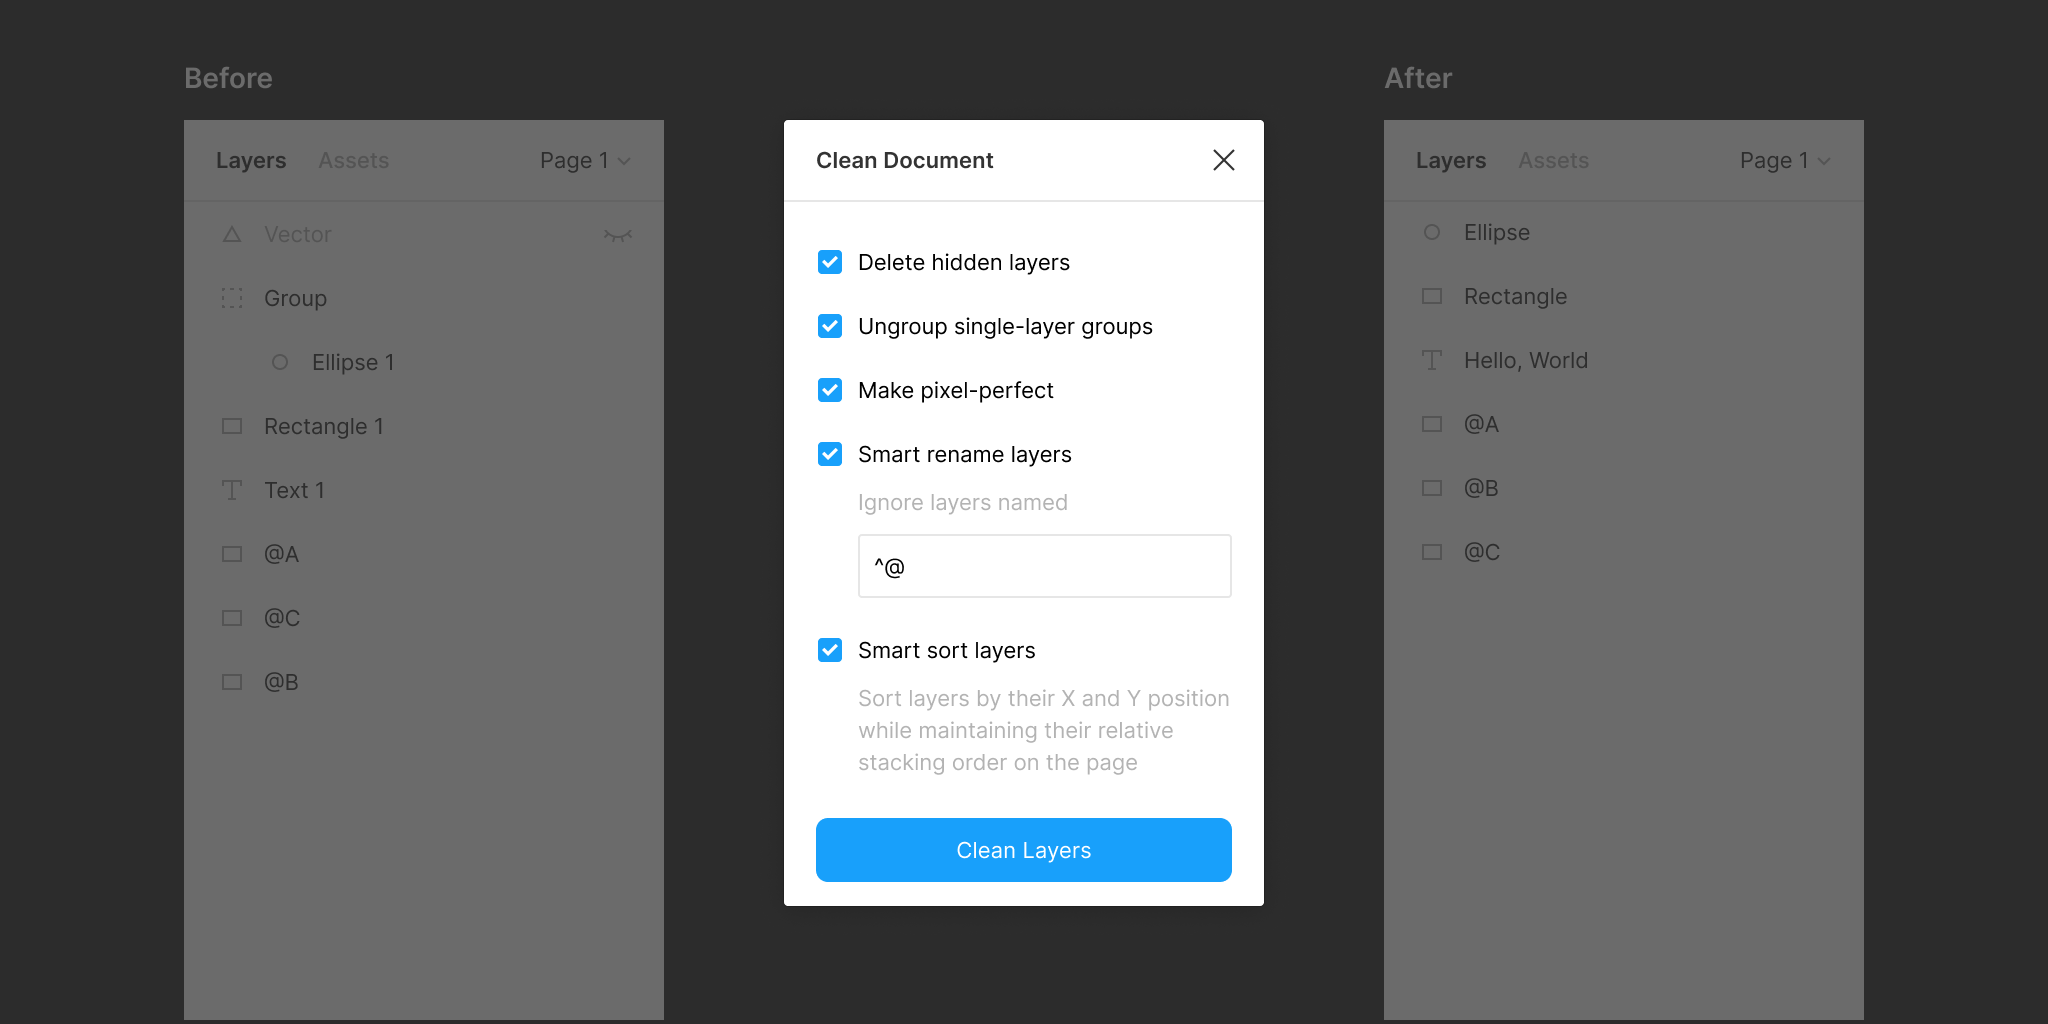 Before
Layers Assets Page 1
Vector
Group
Ellipse 1
Rectangle 1
Text 1
@A
@C
@B
Clean Document
Delete hidden layers
Ungroup single-layer groups
Make pixel-perfect
Smart rename layers
Ignore layers named
^@
Smart sort layers
Sort layers by their X and Y position
while maintaining their relative
stacking order on the page
Clean Layers
After
Layers Assets Page 1
Ellipse
Rectangle
Hello, World
@A
@B
@C